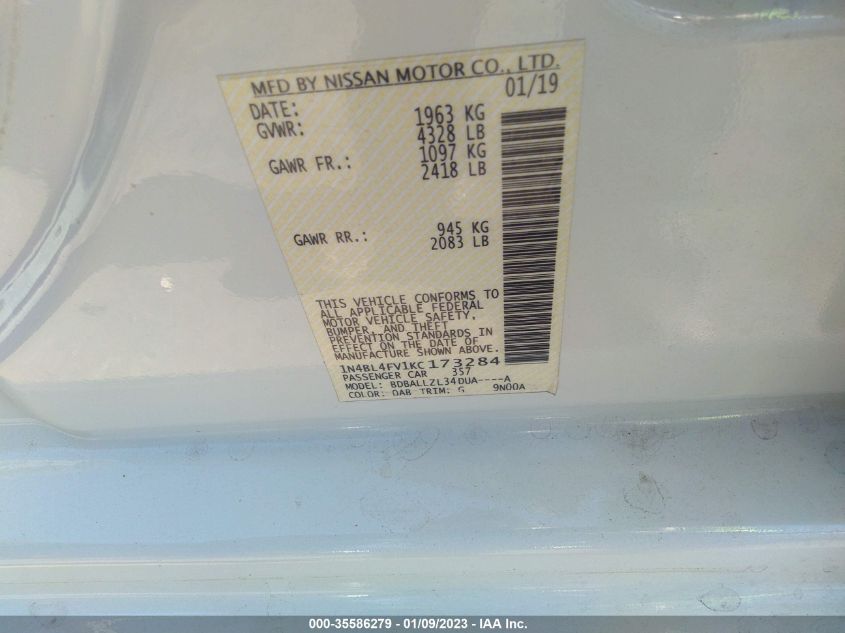 MFD BY NISSAN MOTOR CO., LTD.
DATE: 01/19
GVWR: 1963 KG
4328 LB
GAWR FR.: 1097 KG
2418 LB
GAWR RR.: 945 KG
2083 LB
THIS VEHICLE CONFORMS TO
ALL APPLICABLE FEDERAL
MOTOR VEHICLE SAFETY,
BUMPER, AND THEFT
PREVENTION STANDARDS IN
EFFECT ON THE DATE OF
MANUFACTURE SHOWN ABOVE.
1N4BL4FV1KC173284
PASSENGER CAR 357
MODEL: BDBALLZL34DUA----A
COLOR: QAB TRIM: G 9N00A
000-35586279 - 01/09/2023 - IAA Inc.